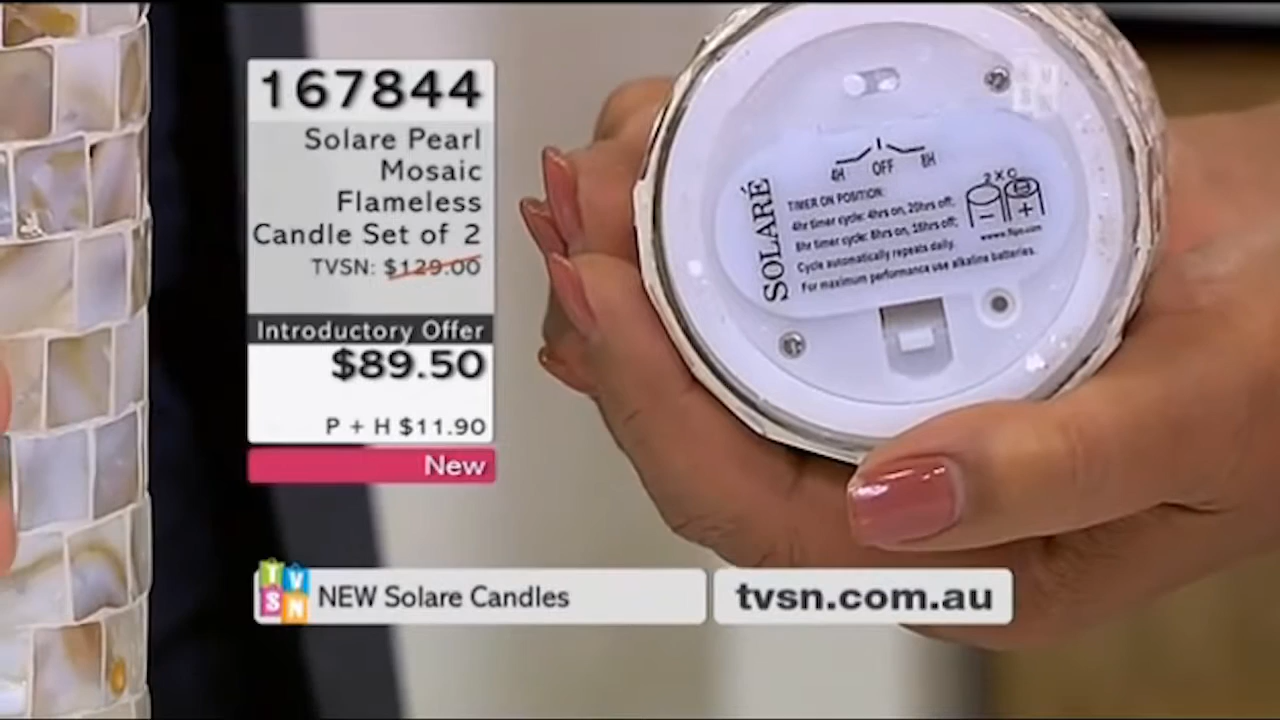 167844
Solare Pearl
Mosaic
Flameless
Candle Set of 2
TVSN: $129.00
Introductory Offer
$89.50
P + H $11.90
New
4H OFF 8H
SOLARÉ
TIMER ON POSITION:
4hr timer cycle: 4hrs on, 20hrs off;
8hr timer cycle: 8hrs on, 16hrs off;
Cycle automatically repeats daily.
For maximum performance use alkaline batteries.
2 X C
- +
TVSN
NEW Solare Candles
tvsn.com.au